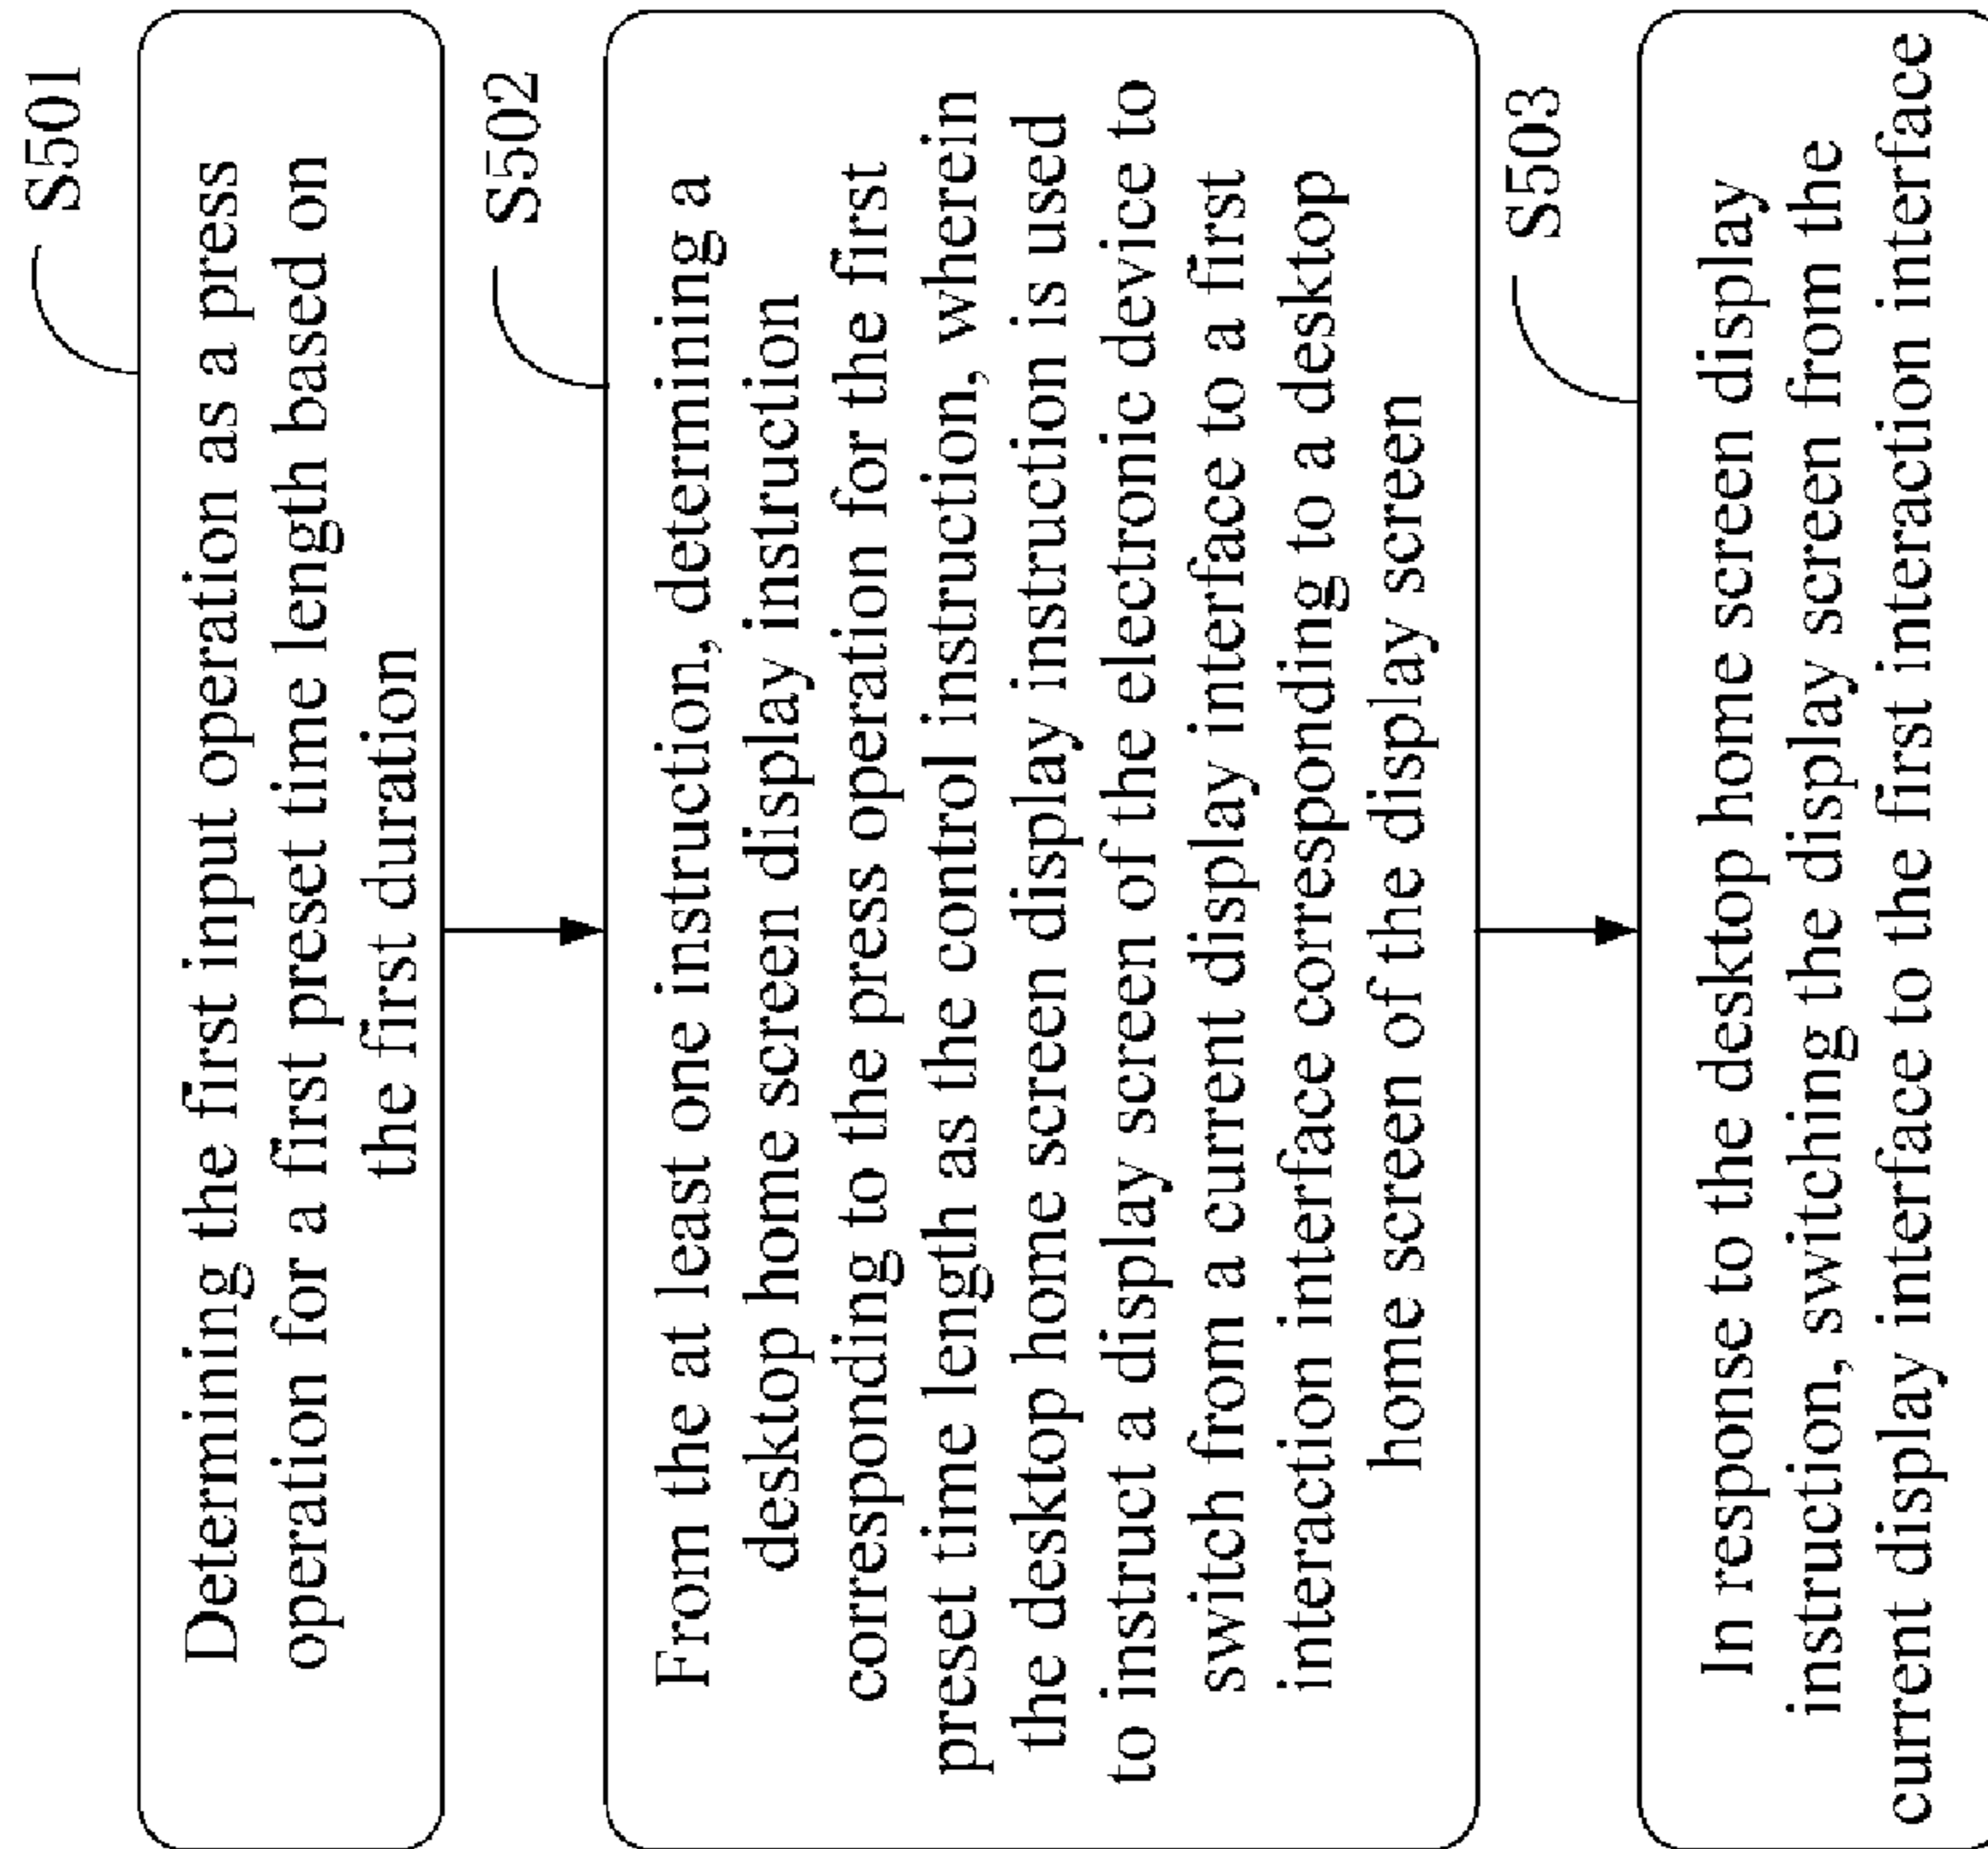 S501
Determining the first input operation as a press
operation for a first preset time length based on
the first duration
S502
From the at least one instruction, determining a
desktop home screen display instruction
corresponding to the press operation for the first
preset time length as the control instruction, wherein
the desktop home screen display instruction is used
to instruct a display screen of the electronic device to
switch from a current display interface to a first
interaction interface corresponding to a desktop
home screen of the display screen
S503
In response to the desktop home screen display
instruction, switching the display screen from the
current display interface to the first interaction interface